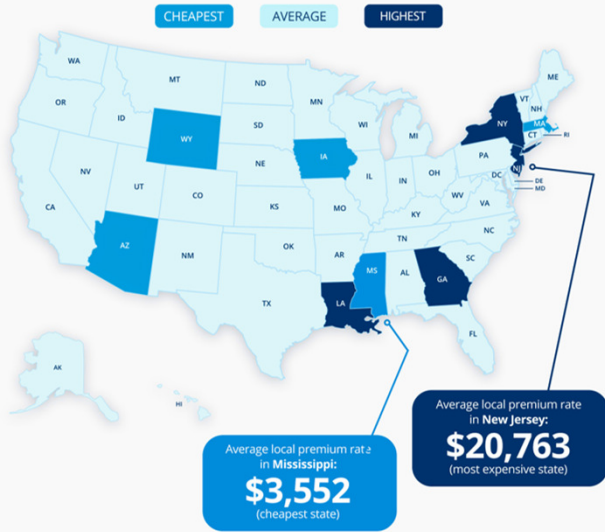 CHEAPEST AVERAGE HIGHEST
WA
MT
ND
MN
ME
VT
NH
OR
ID
WY
SD
WI
MI
NY
MA
CT
RI
NE
IA
PA
NJ
NV
UT
CO
IL
IN
OH
DC
DE
MD
CA
KS
MO
KY
WV
VA
AZ
NM
OK
AR
TN
NC
SC
TX
LA
MS
AL
GA
FL
AK
HI
Average local premium rate
in New Jersey:
$20,763
(most expensive state)
Average local premium rate
in Mississippi:
$3,552
(cheapest state)